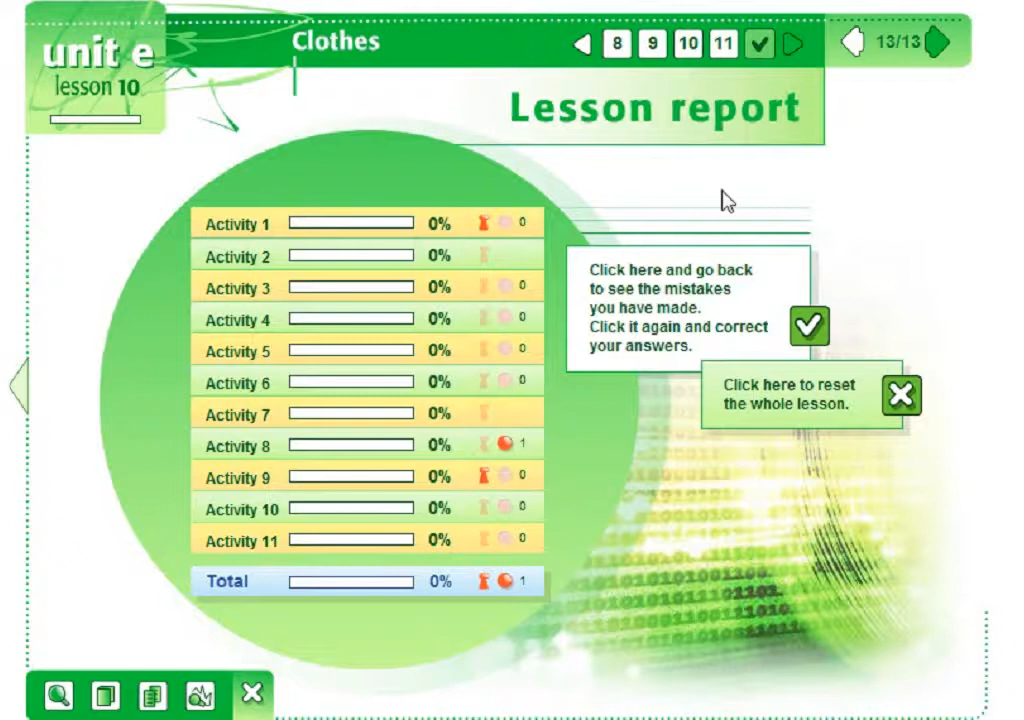 unit e
lesson 10
Clothes
8 9 10 11
13/13
Lesson report
Activity 1 0% 0
Activity 2 0%
Activity 3 0% 0
Activity 4 0% 0
Activity 5 0% 0
Activity 6 0% 0
Activity 7 0%
Activity 8 0% 1
Activity 9 0% 0
Activity 10 0% 0
Activity 11 0% 0
Total 0% 1
Click here and go back
to see the mistakes
you have made.
Click it again and correct
your answers.
Click here to reset
the whole lesson.